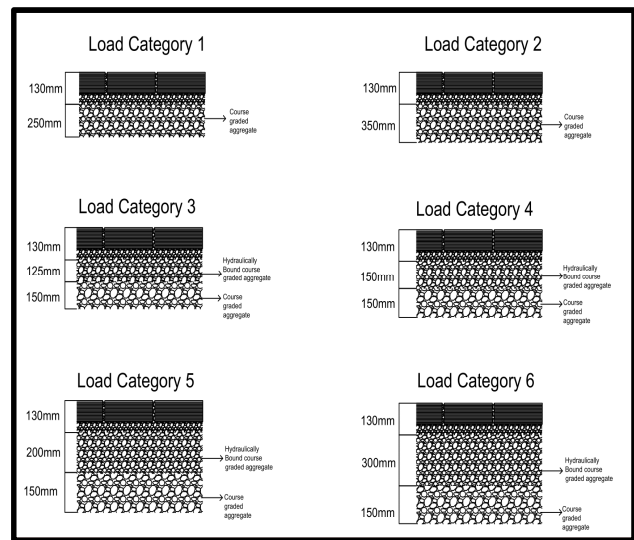 Load Category 1
130mm
250mm
Course
graded
aggregate
Load Category 2
130mm
350mm
Course
graded
aggregate
Load Category 3
130mm
125mm
150mm
Hydraulically
Bound course
graded aggregate
Course
graded
aggregate
Load Category 4
130mm
150mm
150mm
Hydraulically
Bound course
graded aggregate
Course
graded
aggregate
Load Category 5
130mm
200mm
150mm
Hydraulically
Bound course
graded aggregate
Course
graded
aggregate
Load Category 6
130mm
300mm
150mm
Hydraulically
Bound course
graded aggregate
Course
graded
aggregate